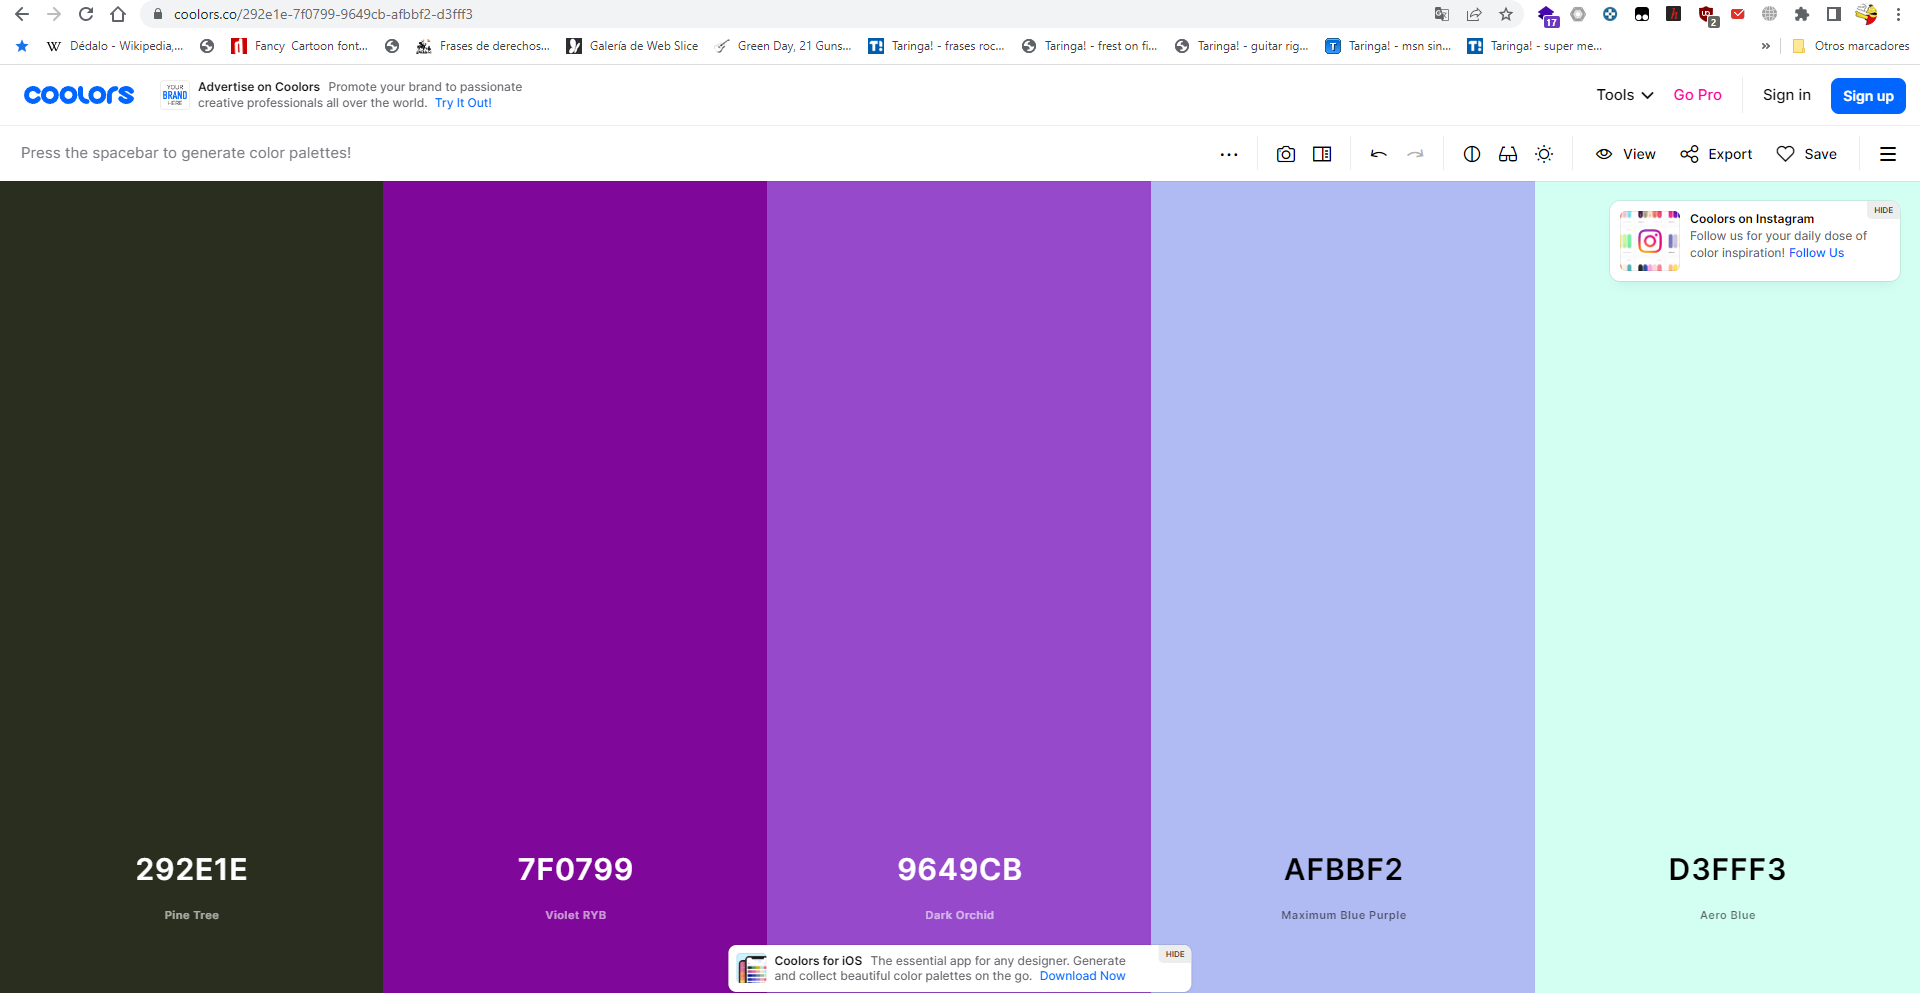 coolors.co/292e1e-7f0799-9649cb-afbbf2-d3fff3
17
2
Dédalo - Wikipedia,...
Fancy Cartoon font...
Frases de derechos...
Galería de Web Slice
Green Day, 21 Guns...
Taringa! - frases roc...
Taringa! - frest on fi...
Taringa! - guitar rig...
Taringa! - msn sin...
Taringa! - super me...
»
Otros marcadores
coolors
YOUR
BRAND
HERE
Advertise on Coolors Promote your brand to passionate
creative professionals all over the world. Try It Out!
Tools
Go Pro
Sign in
Sign up
Press the spacebar to generate color palettes!
View
Export
Save
HIDE
Coolors on Instagram
Follow us for your daily dose of
color inspiration! Follow Us
292E1E
Pine Tree
7F0799
Violet RYB
9649CB
Dark Orchid
AFBBF2
Maximum Blue Purple
D3FFF3
Aero Blue
HIDE
Coolors for iOS The essential app for any designer. Generate
and collect beautiful color palettes on the go. Download Now